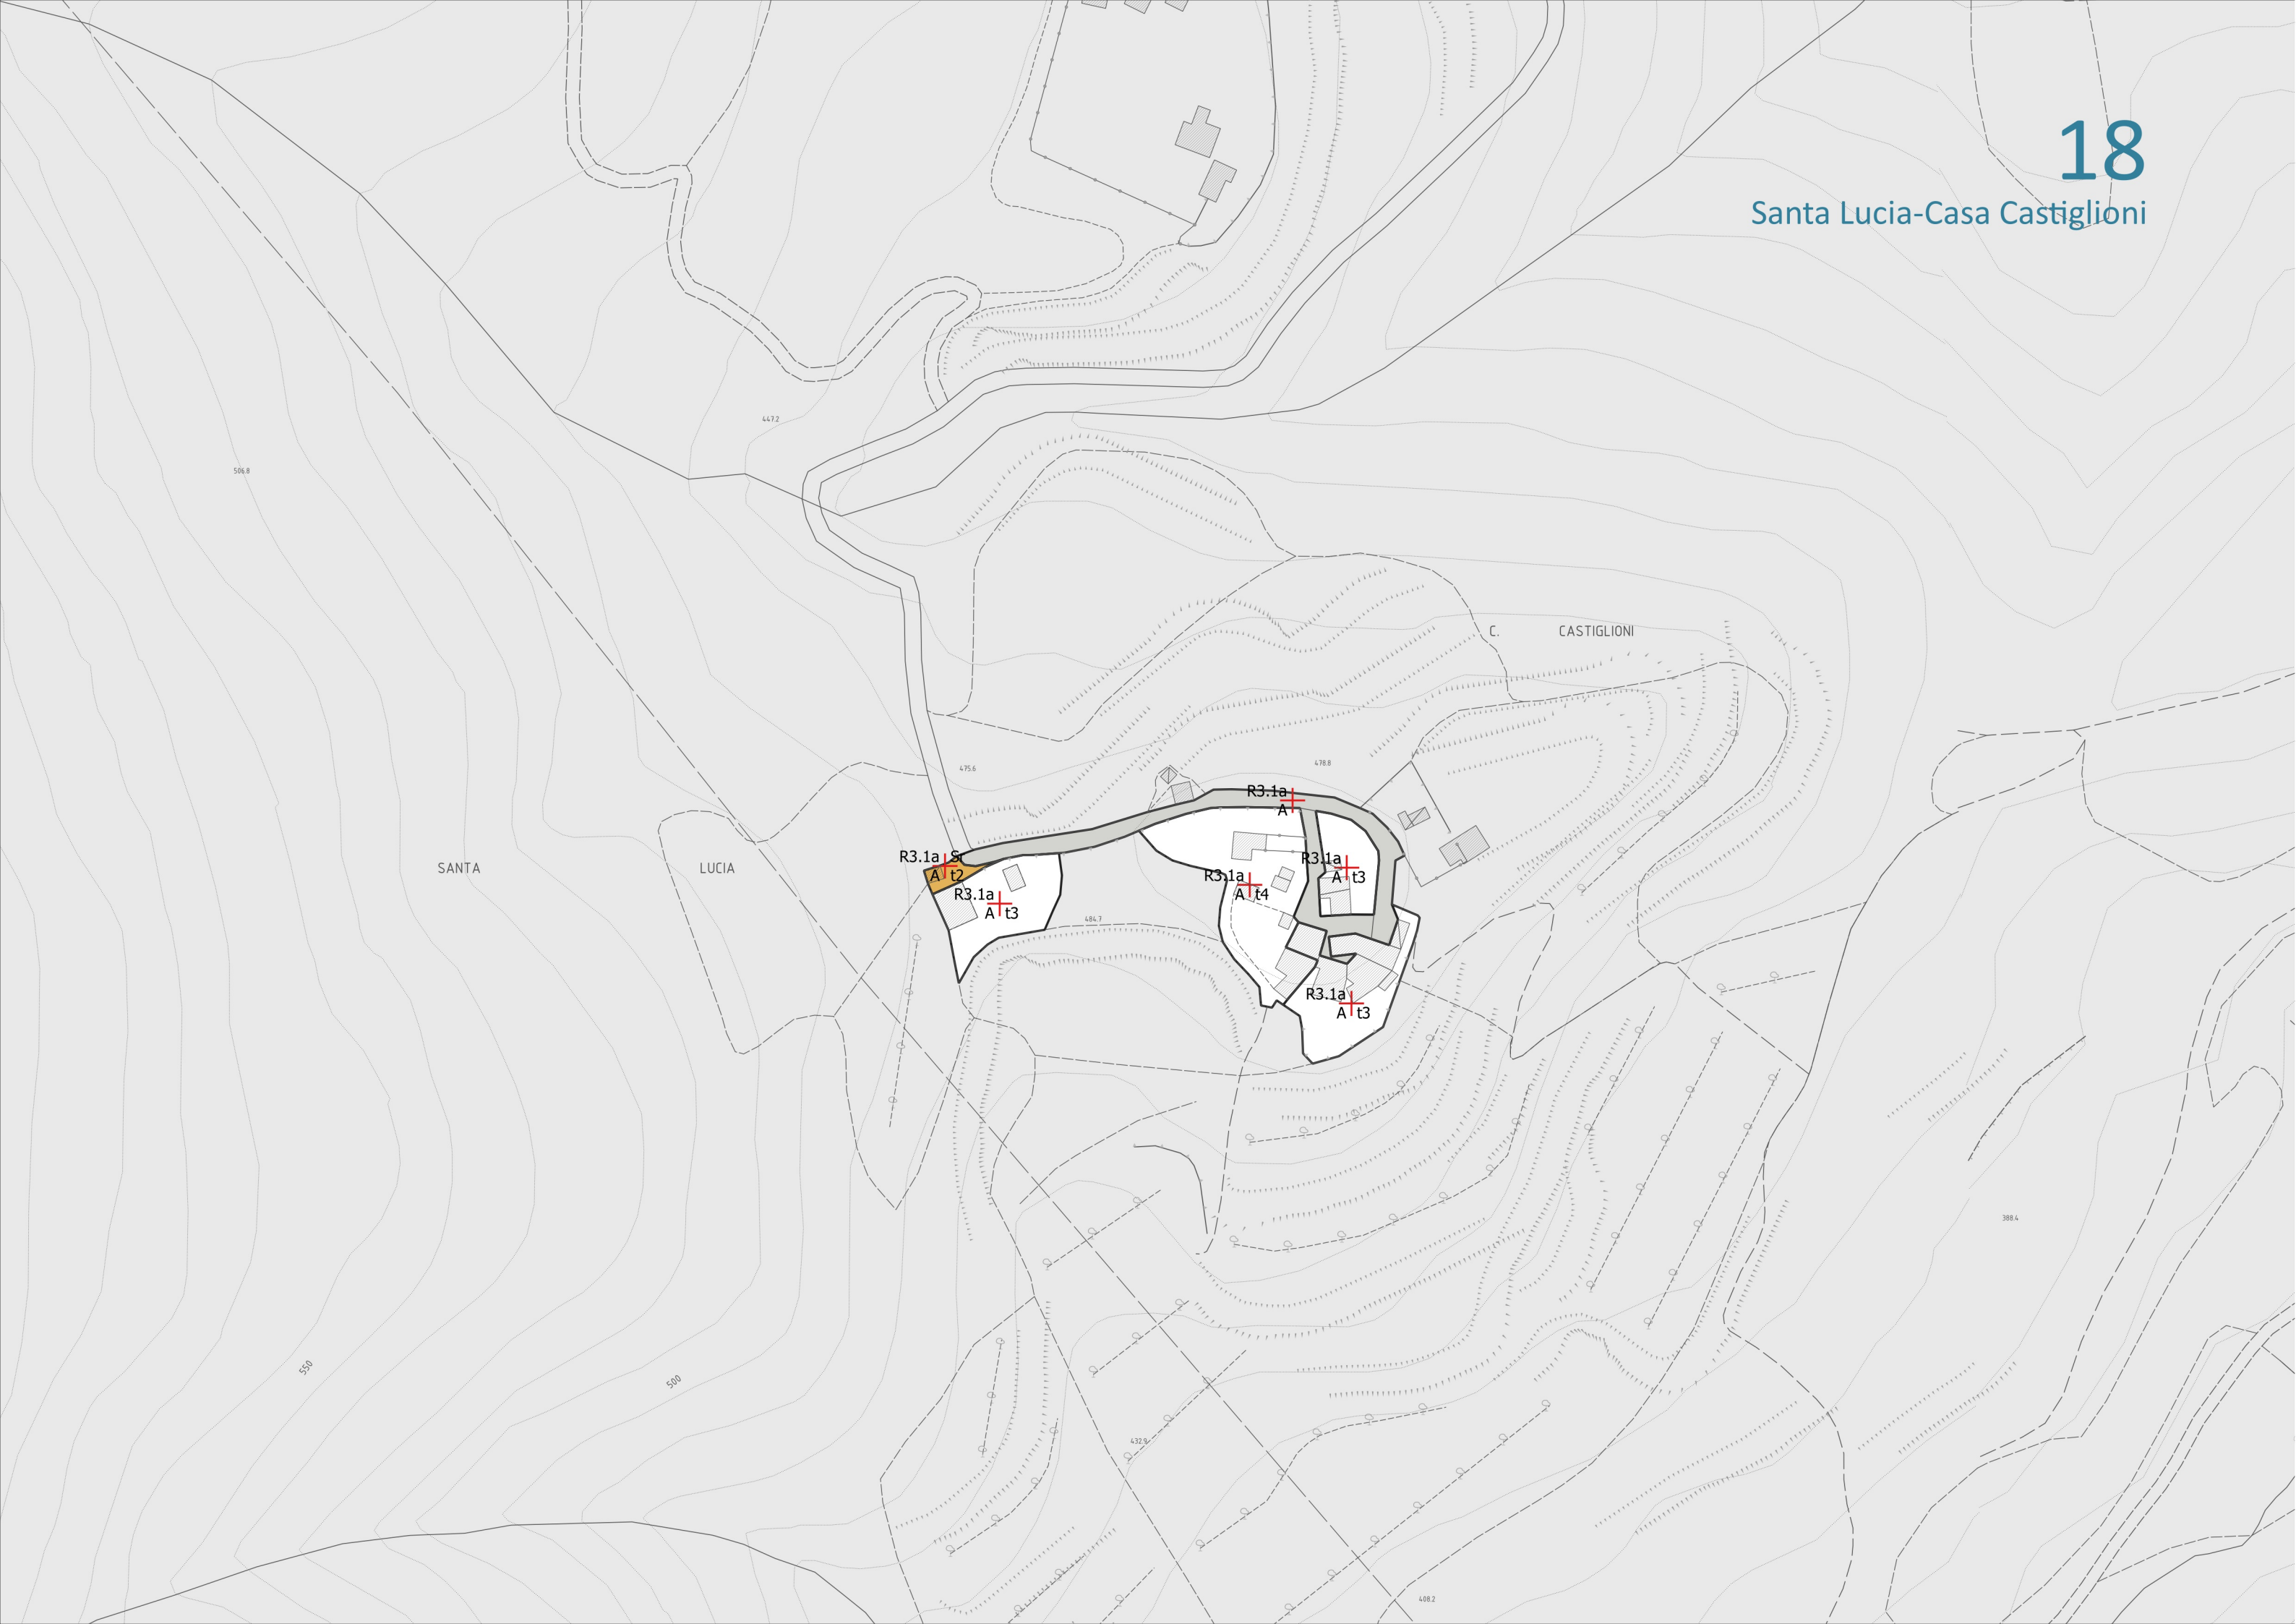 18
Santa Lucia-Casa Castiglioni
447.2
506.8
C. CASTIGLIONI
475.6
478.8
R3.1a
A
R3.1a
A t3
R3.1a
A t4
R3.1a
A t2
R3.1a
A t3
SANTA LUCIA
484.7
R3.1a
A t3
388.4
550
500
432.9
408.2